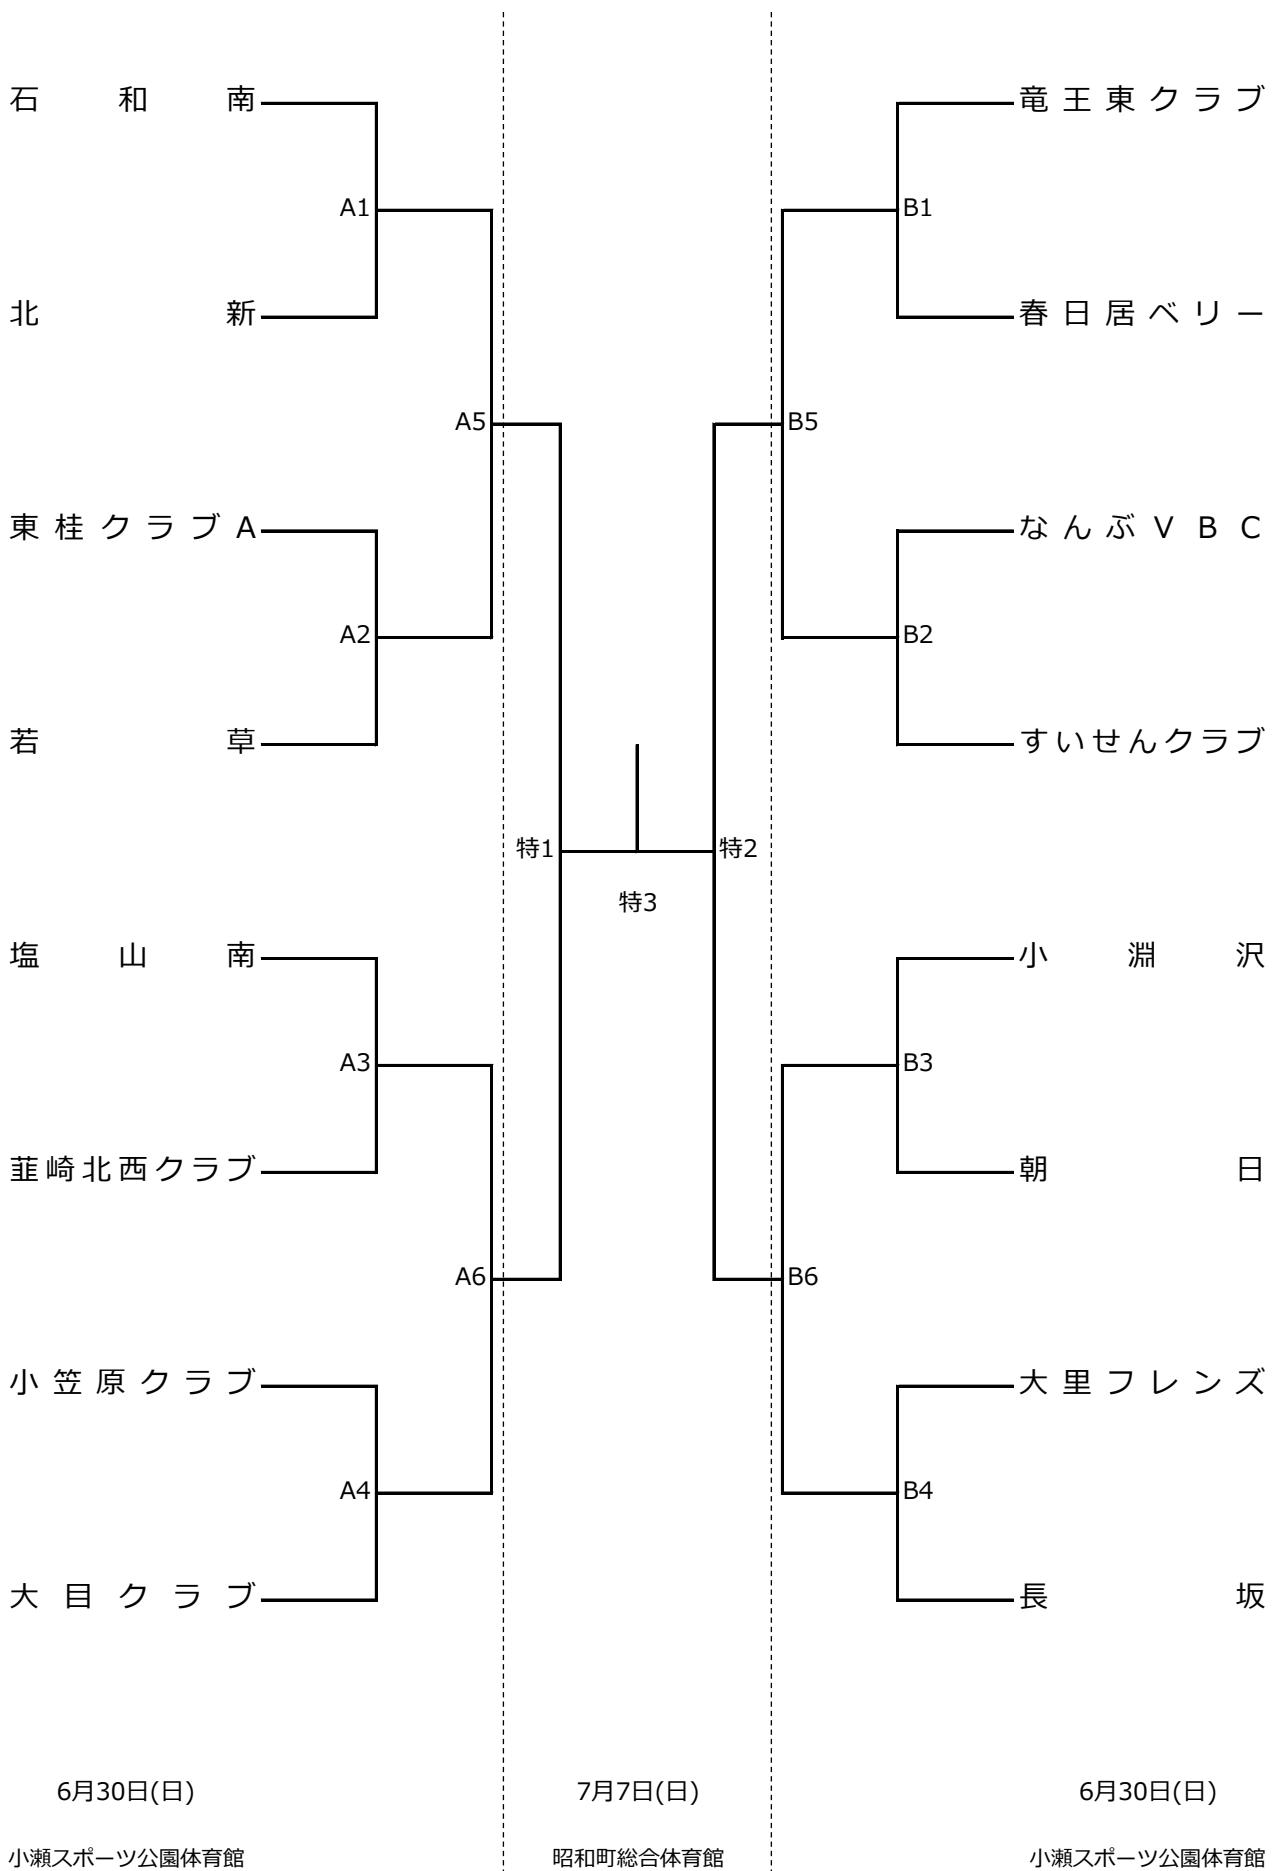 石和南
竜王東クラブ
A1
B1
北新
春日居ベリー
A5
B5
東桂クラブA
なんぶVBC
A2
B2
若草
すいせんクラブ
特1
特2
特3
塩山南
小淵沢
A3
B3
韮崎北西クラブ
朝日
A6
B6
小笠原クラブ
大里フレンズ
A4
B4
大目クラブ
長坂
6月30日(日)
7月7日(日)
6月30日(日)
小瀬スポーツ公園体育館
昭和町総合体育館
小瀬スポーツ公園体育館